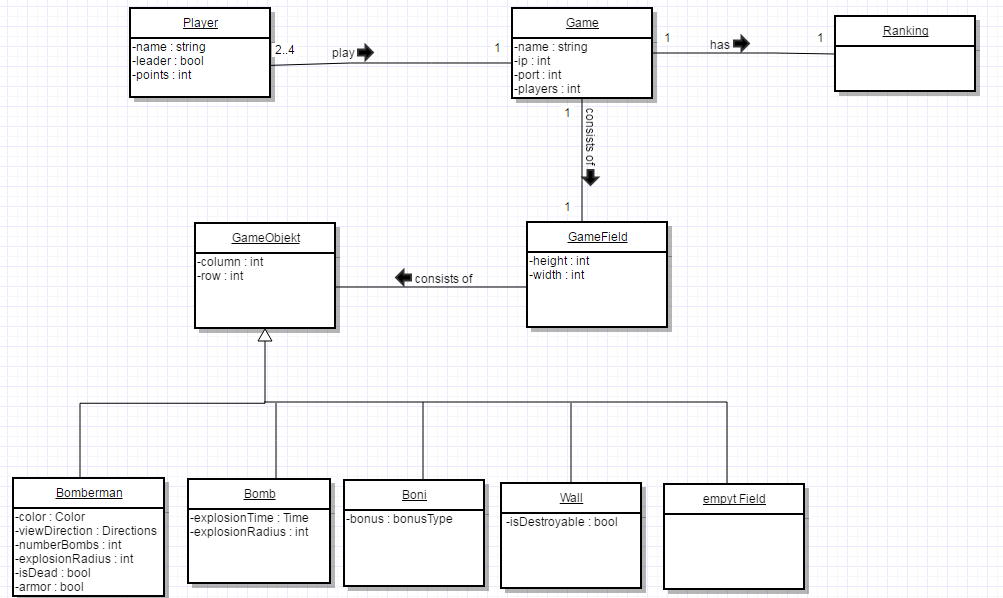 Player
-name : string
-leader : bool
-points : int
2..4
play
1
Game
-name : string
-ip : int
-port : int
-players : int
1
has
1
Ranking
1
consists of
1
GameObjekt
-column : int
-row : int
consists of
GameField
-height : int
-width : int
Bomberman
-color : Color
-viewDirection : Directions
-numberBombs : int
-explosionRadius : int
-isDead : bool
-armor : bool
Bomb
-explosionTime : Time
-explosionRadius : int
Boni
-bonus : bonusType
Wall
-isDestroyable : bool
empyt Field